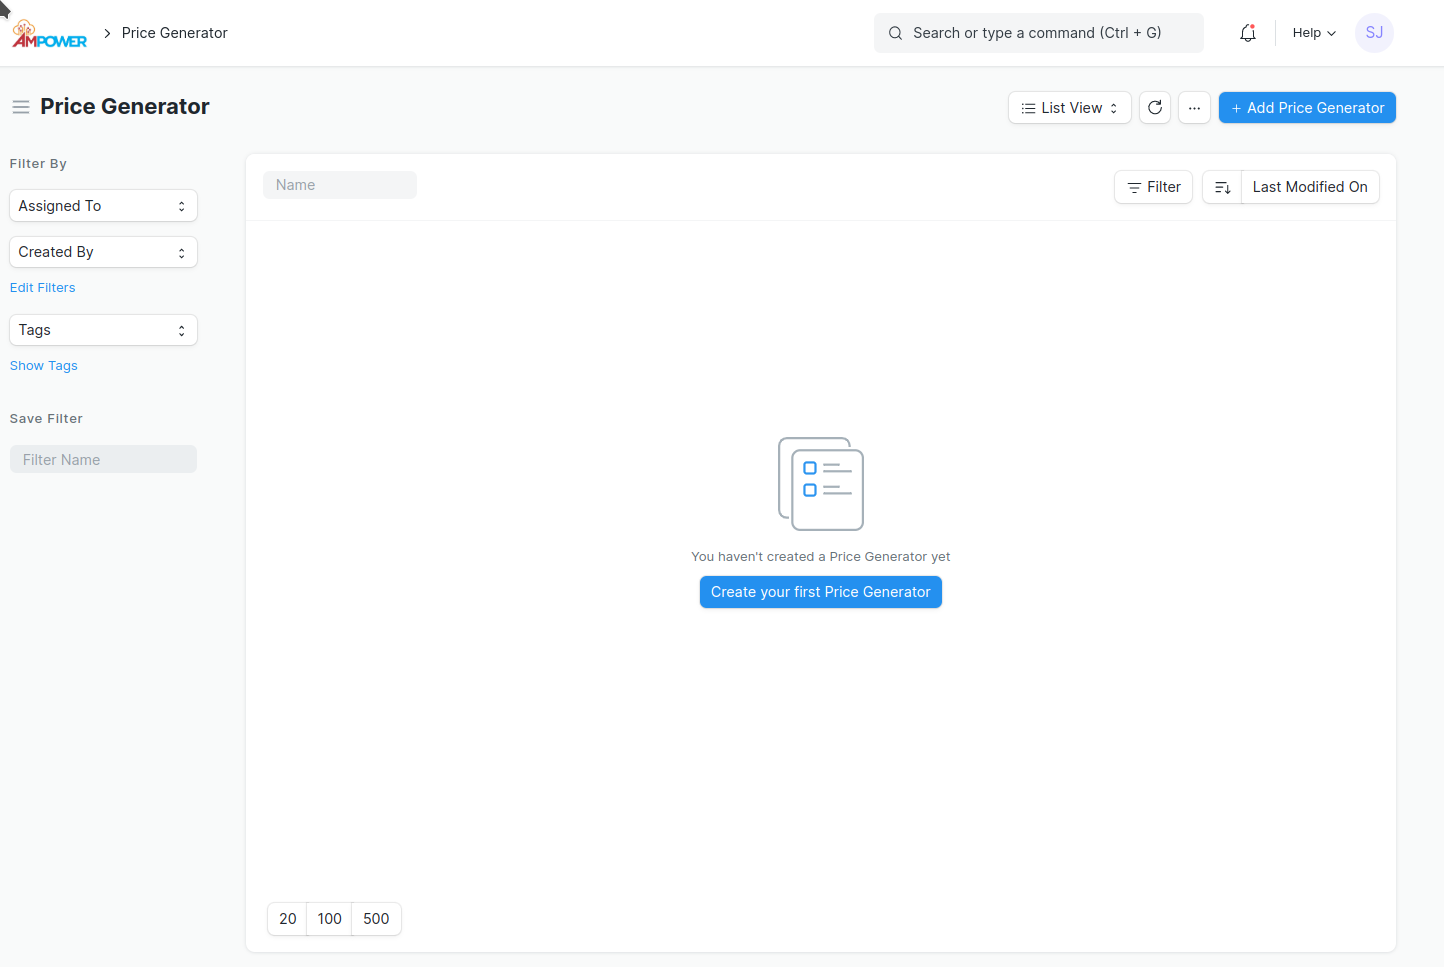 AMPOWER
Price Generator
Search or type a command (Ctrl + G)
Help
SJ
Price Generator
List View
Add Price Generator
Filter By
Assigned To
Created By
Edit Filters
Tags
Show Tags
Save Filter
Filter Name
Name
Filter
Last Modified On
You haven't created a Price Generator yet
Create your first Price Generator
20 100 500